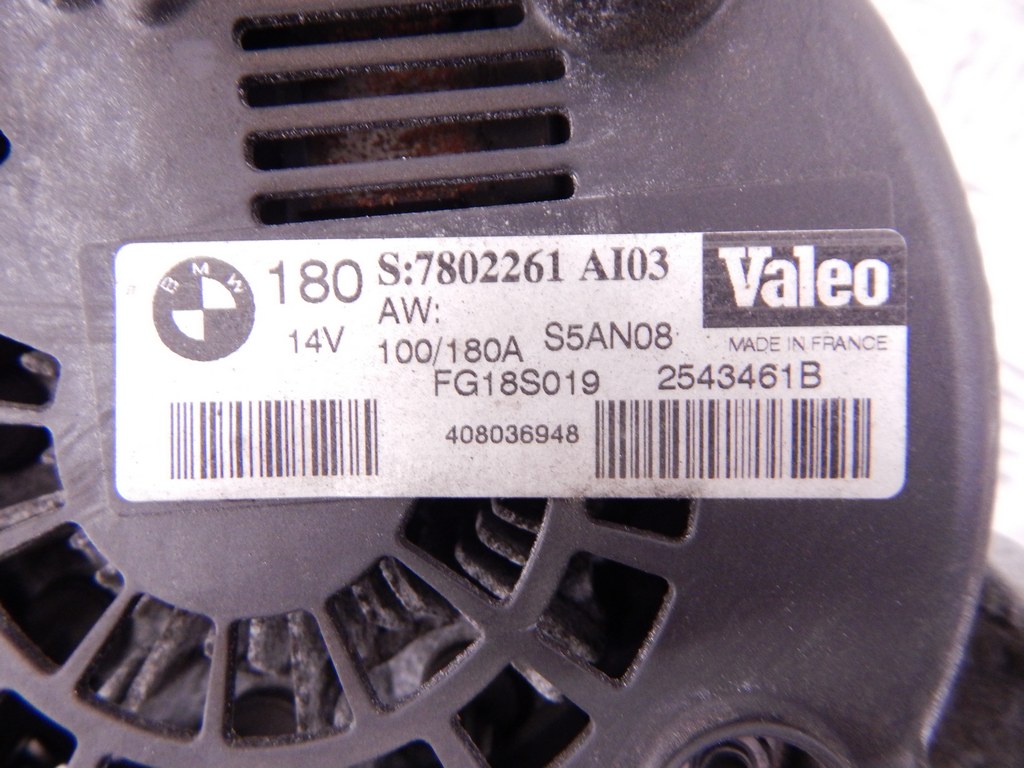 BMW 180 S:7802261 AI03 Valeo
AW:
14V 100/180A S5AN08 MADE IN FRANCE
FG18S019 2543461B
408036948